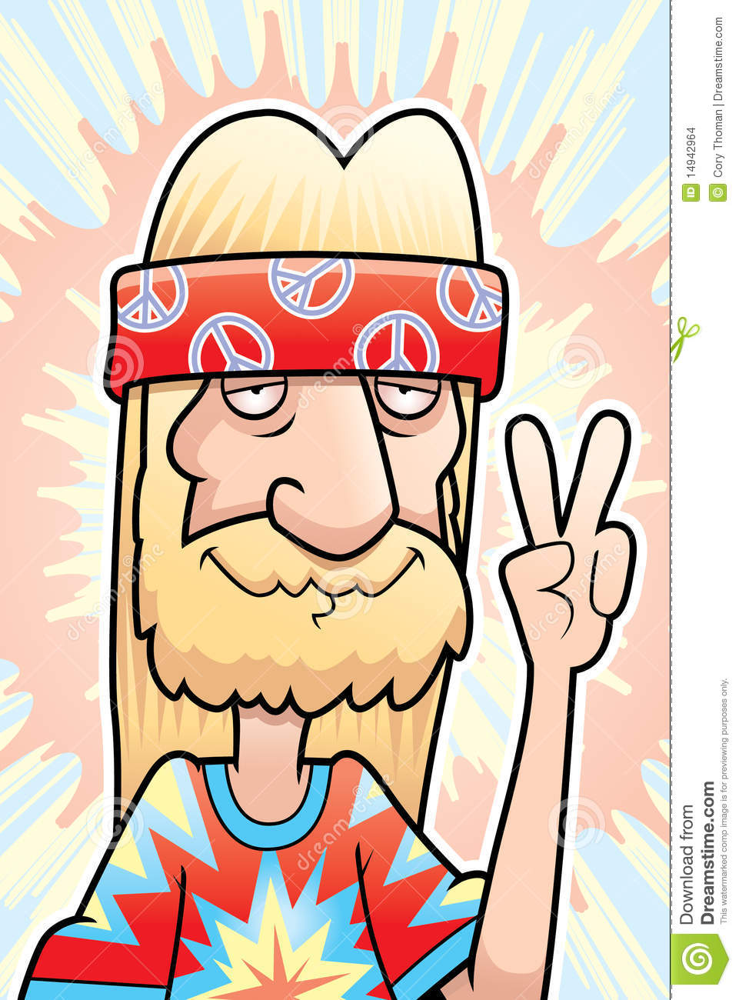 ID 14942964
© Cory Thoman | Dreamstime.com
Download from
Dreamstime.com
This watermarked comp image is for previewing purposes only.
dreamstime